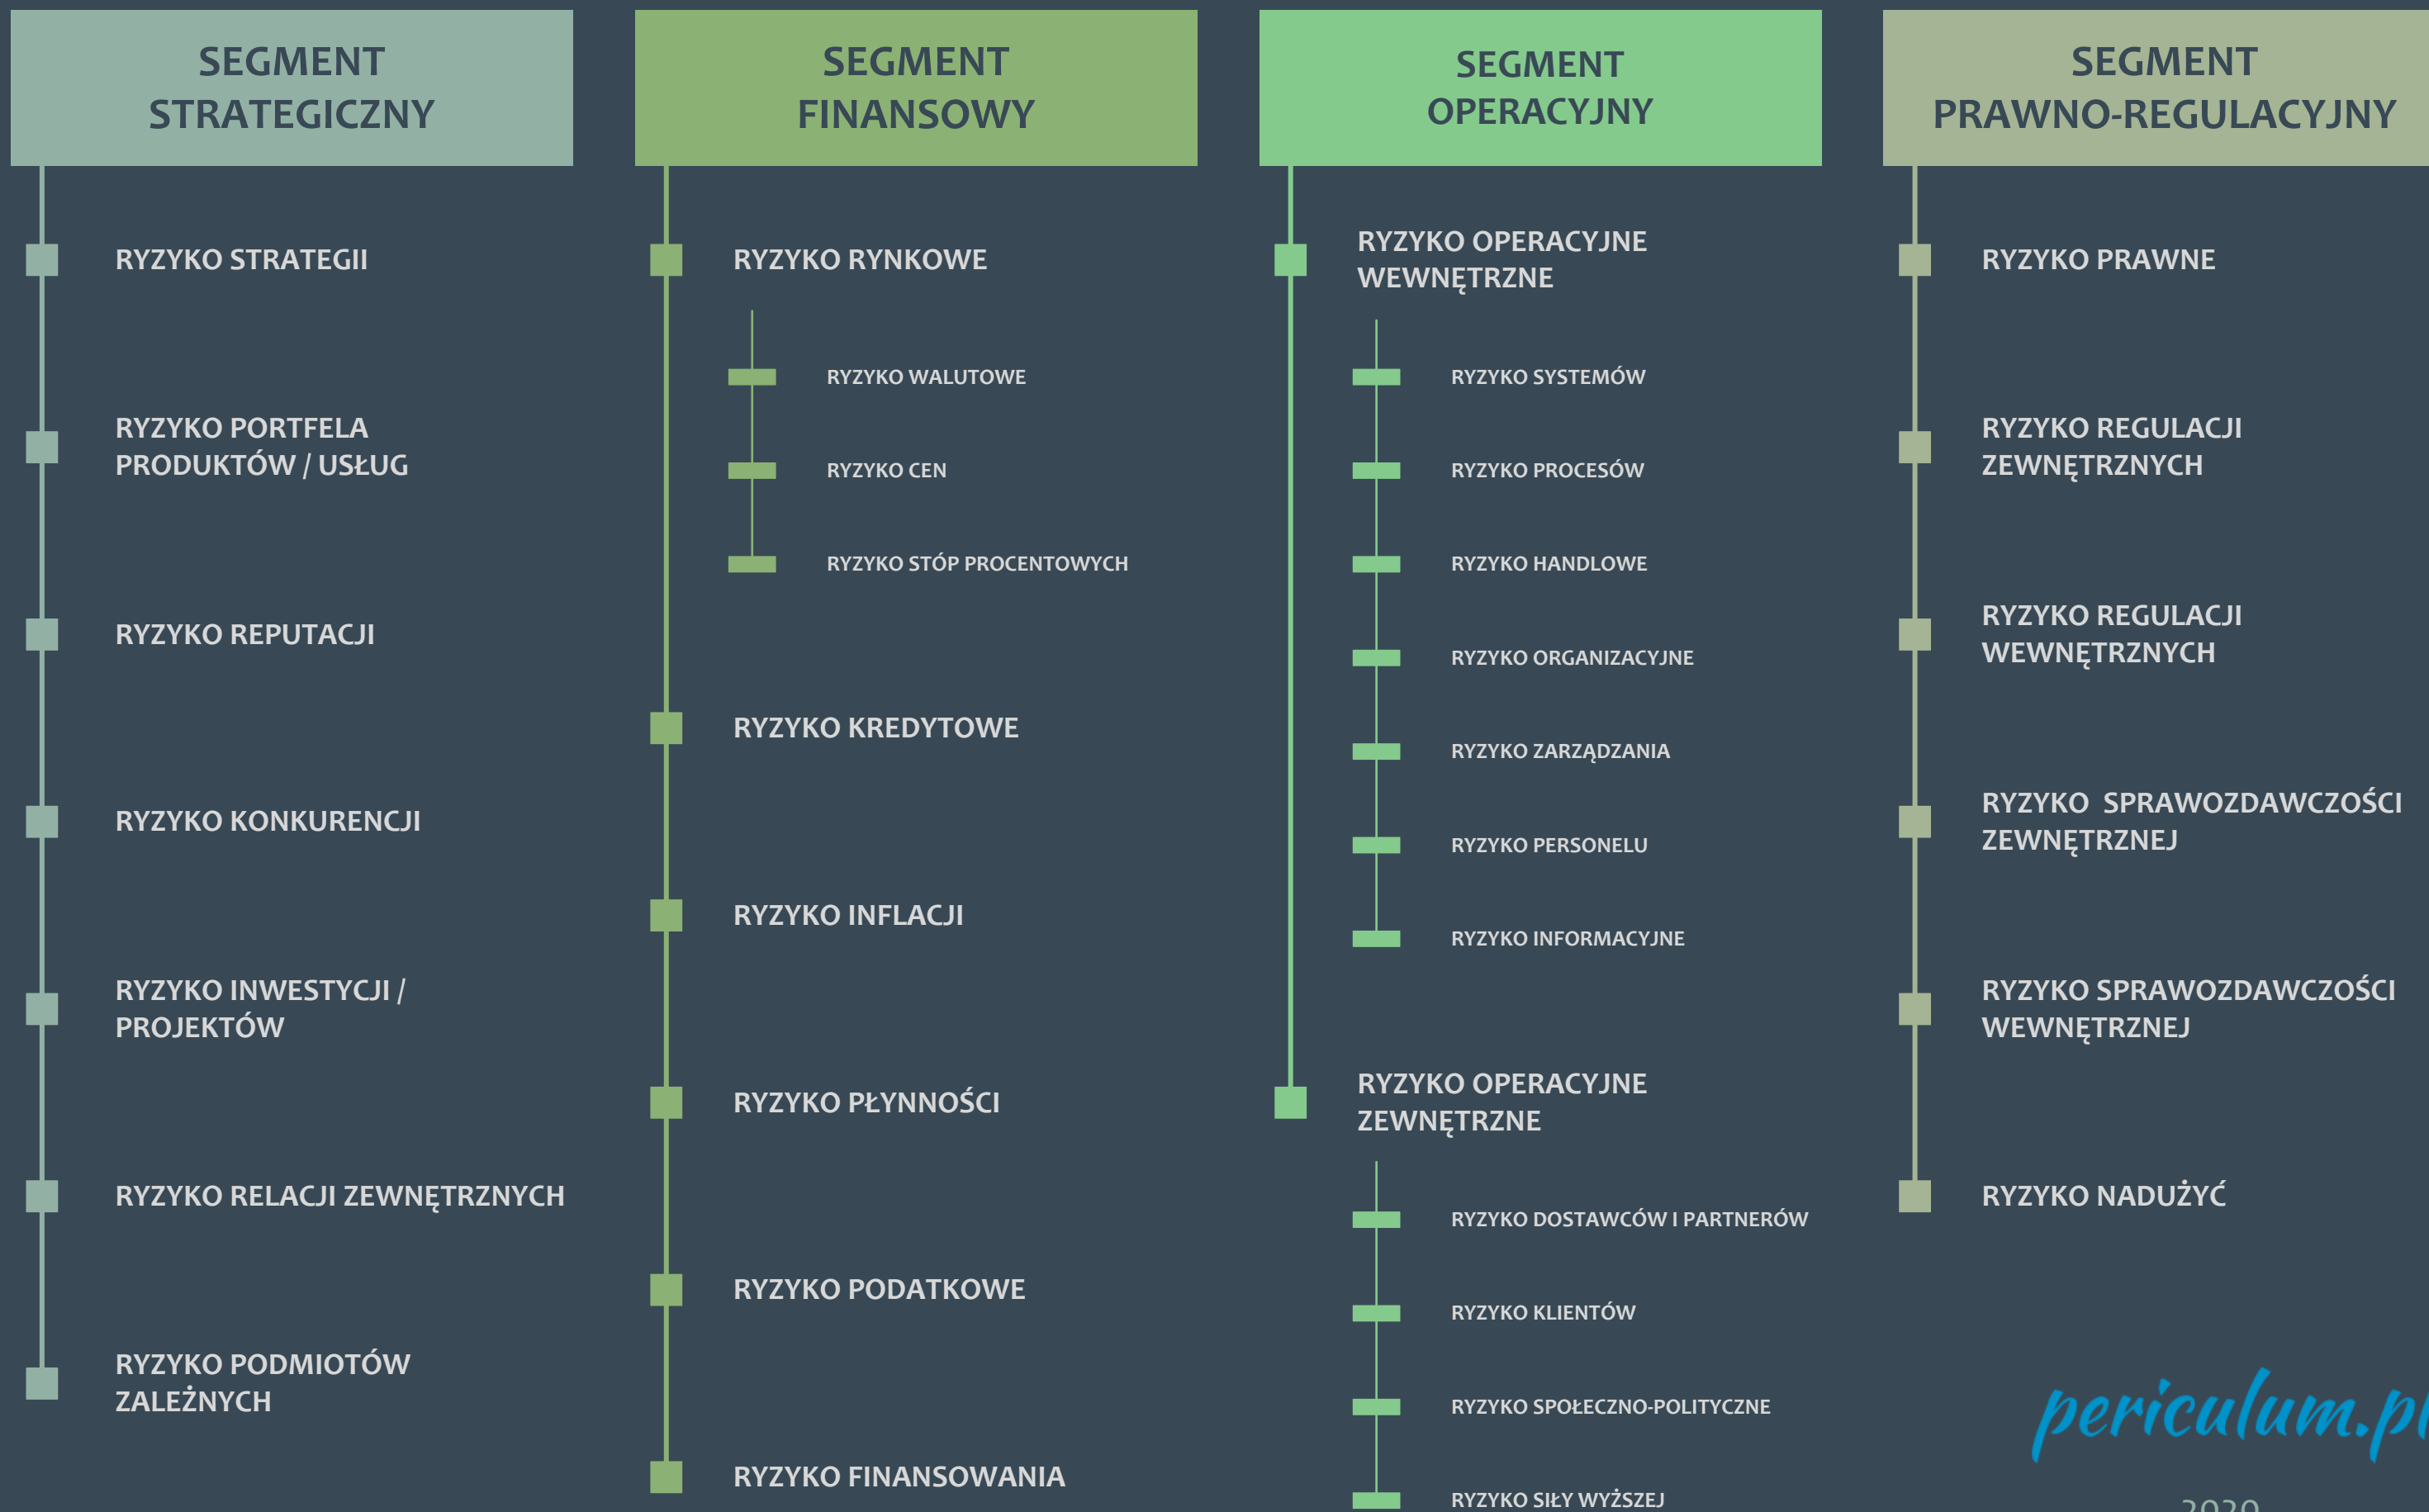 SEGMENT
STRATEGICZNY
RYZYKO STRATEGII
RYZYKO PORTFELA
PRODUKTÓW / USŁUG
RYZYKO REPUTACJI
RYZYKO KONKURENCJI
RYZYKO INWESTYCJI /
PROJEKTÓW
RYZYKO RELACJI ZEWNĘTRZNYCH
RYZYKO PODMIOTÓW
ZALEŻNYCH
SEGMENT
FINANSOWY
RYZYKO RYNKOWE
RYZYKO WALUTOWE
RYZYKO CEN
RYZYKO STÓP PROCENTOWYCH
RYZYKO KREDYTOWE
RYZYKO INFLACJI
RYZYKO PŁYNNOŚCI
RYZYKO PODATKOWE
RYZYKO FINANSOWANIA
SEGMENT
OPERACYJNY
RYZYKO OPERACYJNE
WEWNĘTRZNE
RYZYKO SYSTEMÓW
RYZYKO PROCESÓW
RYZYKO HANDLOWE
RYZYKO ORGANIZACYJNE
RYZYKO ZARZĄDZANIA
RYZYKO PERSONELU
RYZYKO INFORMACYJNE
RYZYKO OPERACYJNE
ZEWNĘTRZNE
RYZYKO DOSTAWCÓW I PARTNERÓW
RYZYKO KLIENTÓW
RYZYKO SPOŁECZNO-POLITYCZNE
RYZYKO SIŁY WYŻSZEJ
SEGMENT
PRAWNO-REGULACYJNY
RYZYKO PRAWNE
RYZYKO REGULACJI
ZEWNĘTRZNYCH
RYZYKO REGULACJI
WEWNĘTRZNYCH
RYZYKO SPRAWOZDAWCZOŚCI
ZEWNĘTRZNEJ
RYZYKO SPRAWOZDAWCZOŚCI
WEWNĘTRZNEJ
RYZYKO NADUŻYĆ
periculum.pl
2020